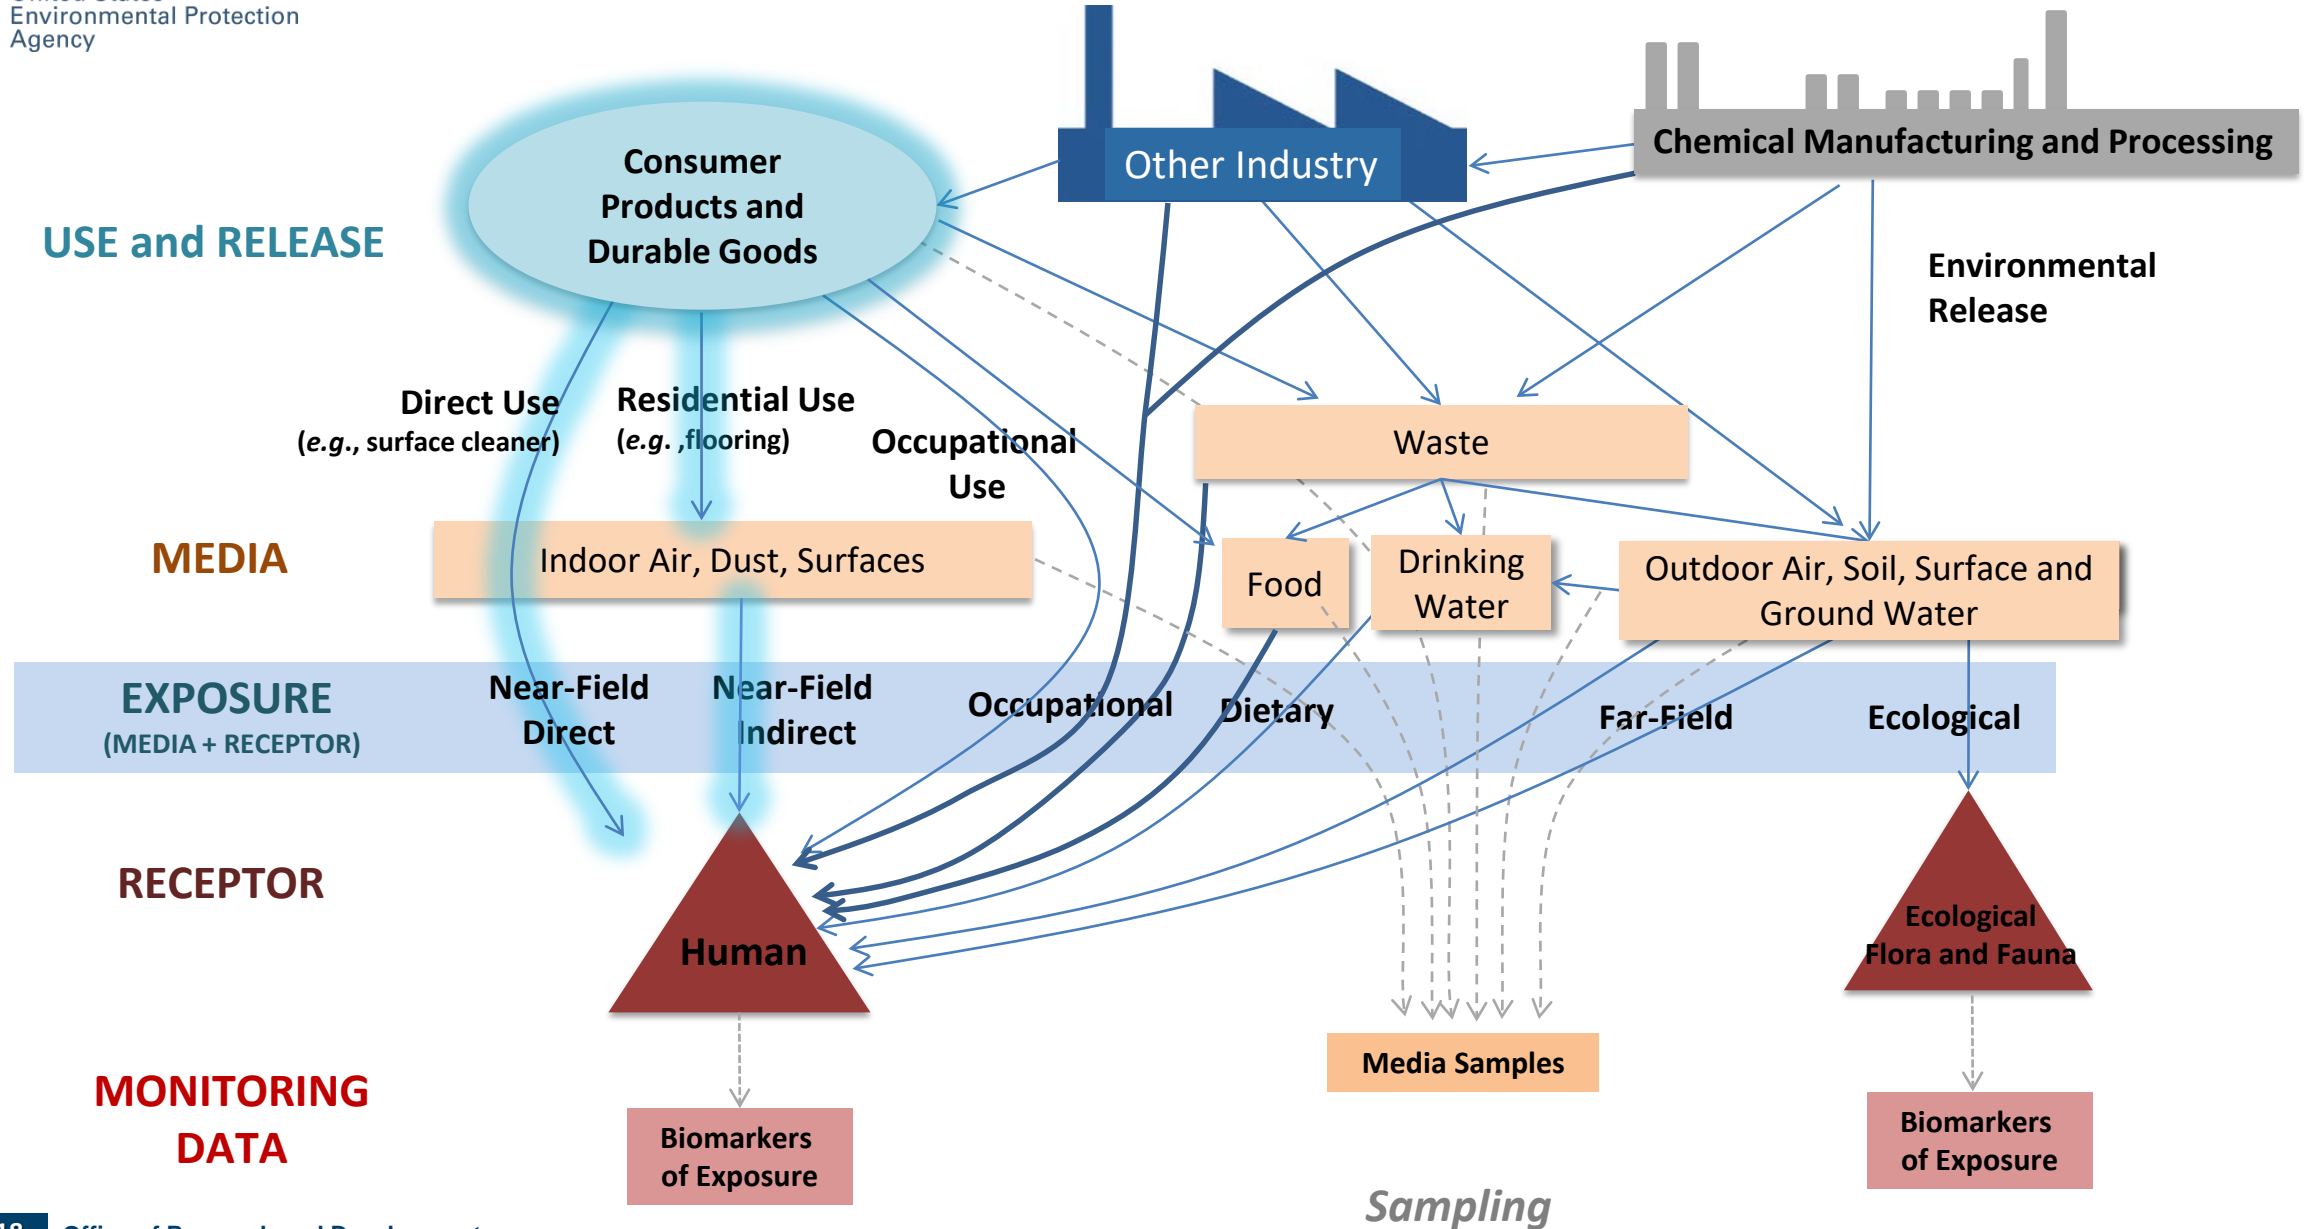 Environmental Protection
Agency
Other Industry
Chemical Manufacturing and Processing
Consumer
Products and
Durable Goods
USE and RELEASE
Environmental
Release
Direct Use
(e.g., surface cleaner)
Residential Use
(e.g. ,flooring)
Occupational
Use
Waste
MEDIA
Indoor Air, Dust, Surfaces
Food
Drinking
Water
Outdoor Air, Soil, Surface and
Ground Water
EXPOSURE
(MEDIA + RECEPTOR)
Near-Field
Direct
Near-Field
Indirect
Occupational
Dietary
Far-Field
Ecological
RECEPTOR
Human
Ecological
Flora and Fauna
MONITORING
DATA
Biomarkers
of Exposure
Media Samples
Biomarkers
of Exposure
Sampling